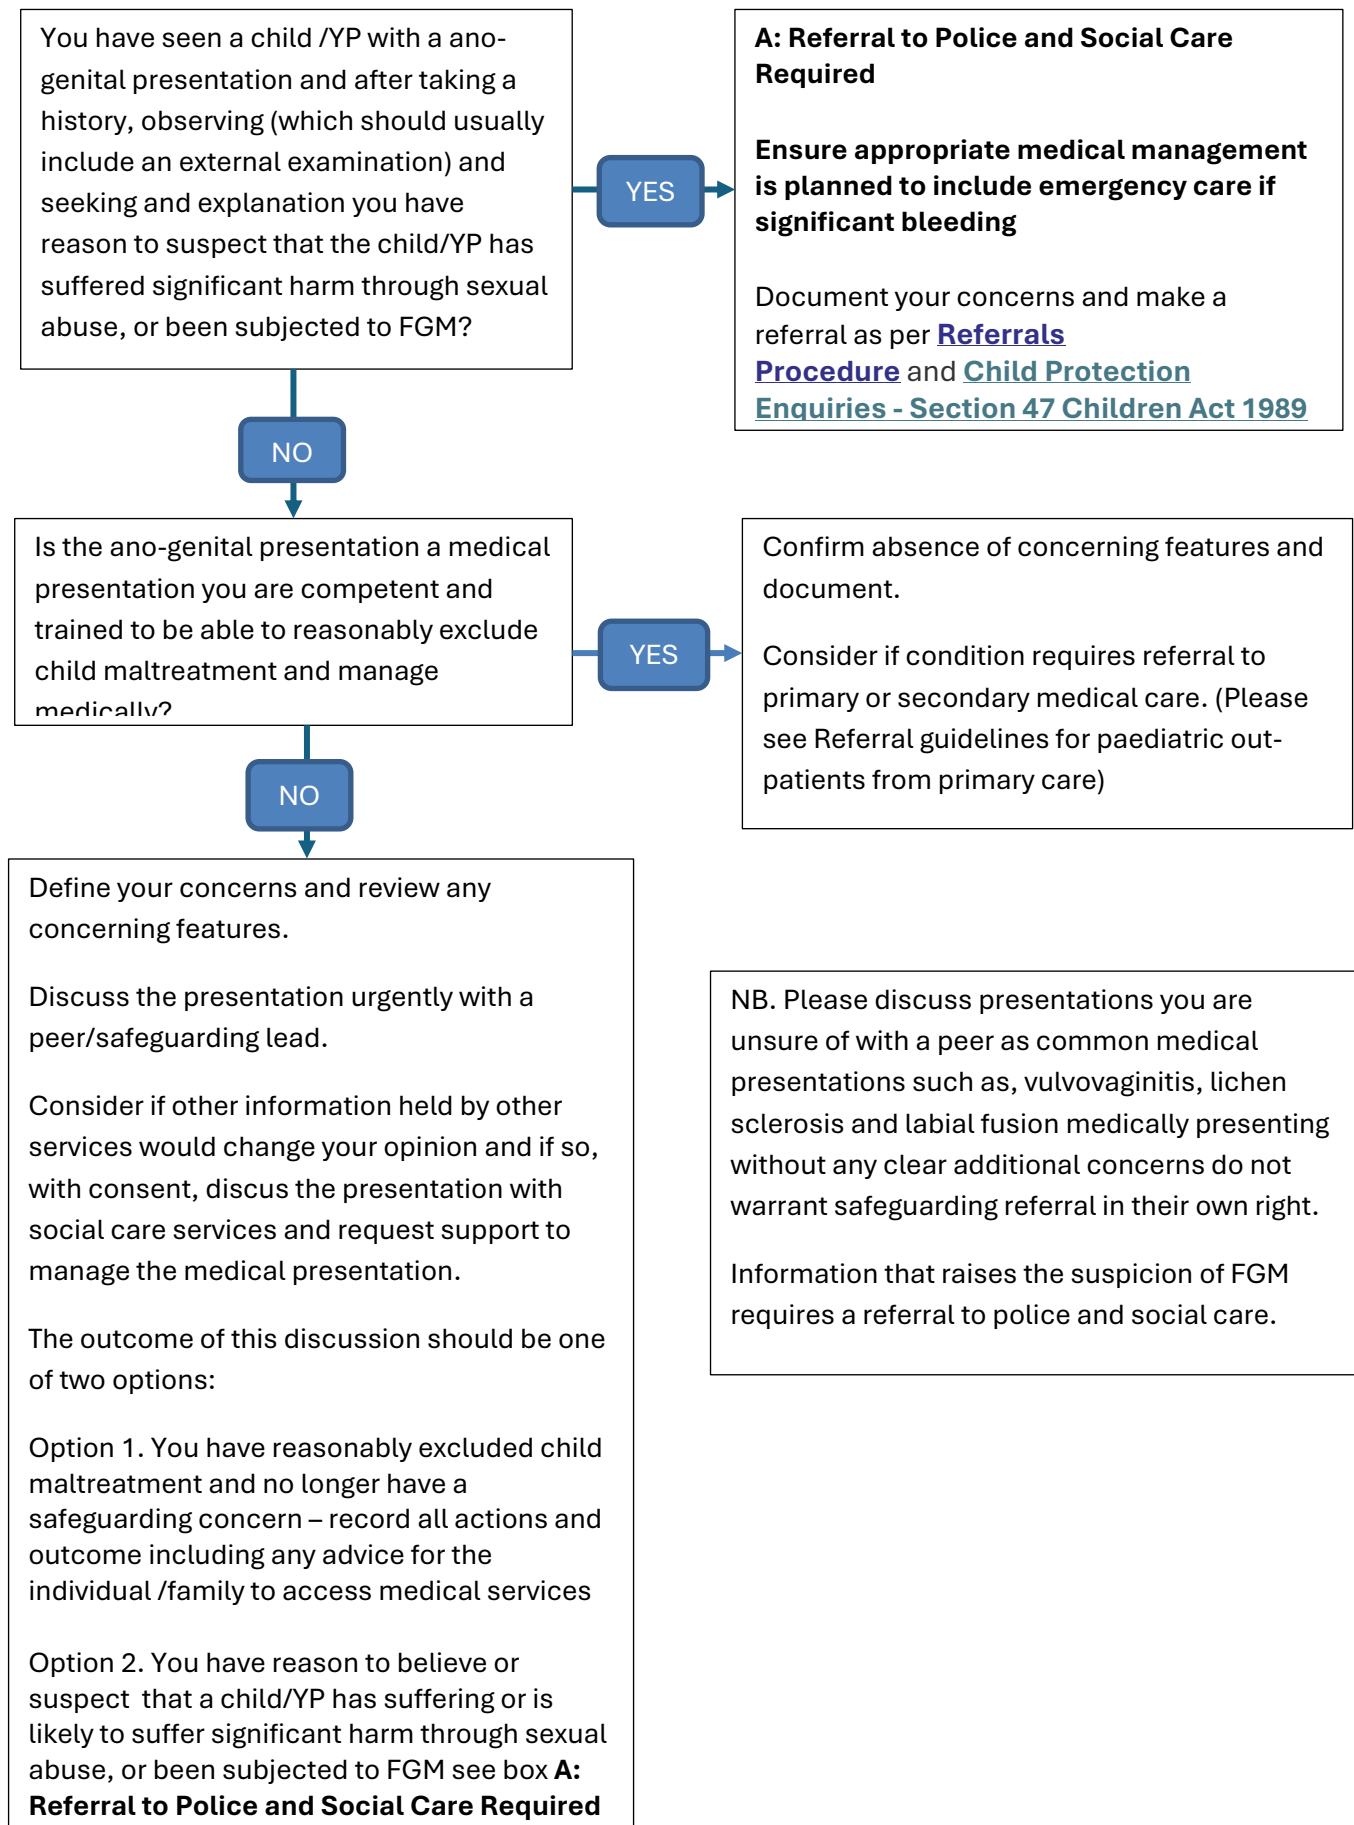 You have seen a child /YP with a ano-
genital presentation and after taking a
history, observing (which should usually
include an external examination) and
seeking and explanation you have
reason to suspect that the child/YP has
suffered significant harm through sexual
abuse, or been subjected to FGM?
YES
A: Referral to Police and Social Care
Required
Ensure appropriate medical management
is planned to include emergency care if
significant bleeding
Document your concerns and make a
referral as per Referrals
Procedure and Child Protection
Enquiries - Section 47 Children Act 1989
NO
Is the ano-genital presentation a medical
presentation you are competent and
trained to be able to reasonably exclude
child maltreatment and manage
medically?
YES
Confirm absence of concerning features and
document.
Consider if condition requires referral to
primary or secondary medical care. (Please
see Referral guidelines for paediatric out-
patients from primary care)
NO
Define your concerns and review any
concerning features.
Discuss the presentation urgently with a
peer/safeguarding lead.
Consider if other information held by other
services would change your opinion and if so,
with consent, discus the presentation with
social care services and request support to
manage the medical presentation.
The outcome of this discussion should be one
of two options:
Option 1. You have reasonably excluded child
maltreatment and no longer have a
safeguarding concern – record all actions and
outcome including any advice for the
individual /family to access medical services
Option 2. You have reason to believe or
suspect  that a child/YP has suffering or is
likely to suffer significant harm through sexual
abuse, or been subjected to FGM see box A:
Referral to Police and Social Care Required
NB. Please discuss presentations you are
unsure of with a peer as common medical
presentations such as, vulvovaginitis, lichen
sclerosis and labial fusion medically presenting
without any clear additional concerns do not
warrant safeguarding referral in their own right.
Information that raises the suspicion of FGM
requires a referral to police and social care.